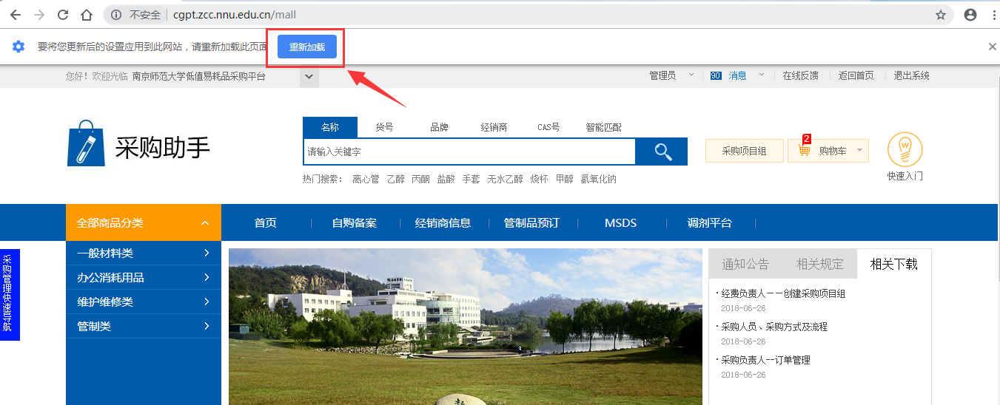 不安全 cgpt.zcc.nnu.edu.cn/mall
要将您更新后的设置应用到此网站，请重新加载此页面 重新加载
您好！欢迎光临 南京师范大学低值易耗品采购平台 管理员 90 消息 在线反馈 返回首页 退出系统
名称 货号 品牌 经销商 CAS号 智能匹配
采购助手
请输入关键字
采购项目组
2
购物车
快速入门
热门搜索： 离心管 乙醇 丙酮 盐酸 手套 无水乙醇 烧杯 甲醇 氢氧化钠
全部商品分类 首页 自购备案 经销商信息 管制品预订 MSDS 调剂平台
采购管理快速导航
一般材料类
办公消耗用品
维护维修类
管制类
通知公告 相关规定 相关下载
经费负责人——创建采购项目组
2018-06-26
采购人员、采购方式及流程
2018-06-26
采购负责人--订单管理
2018-06-26